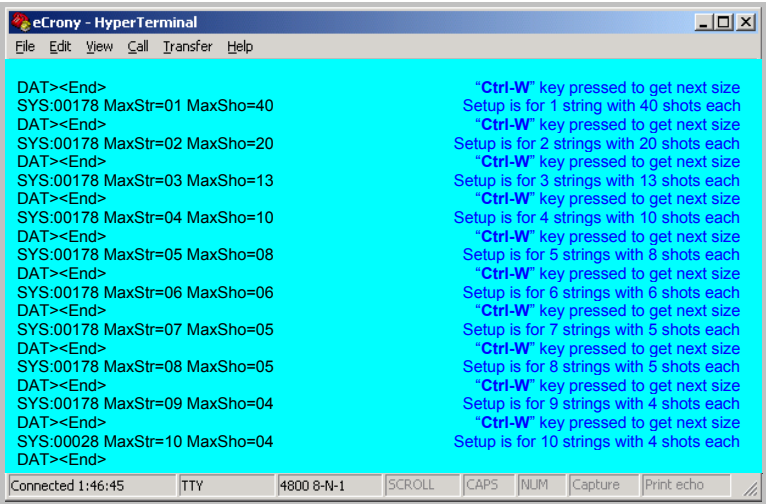 eCrony - HyperTerminal
File Edit View Call Transfer Help
DAT><End> “Ctrl-W” key pressed to get next size
SYS:00178 MaxStr=01 MaxSho=40 Setup is for 1 string with 40 shots each
DAT><End> “Ctrl-W” key pressed to get next size
SYS:00178 MaxStr=02 MaxSho=20 Setup is for 2 strings with 20 shots each
DAT><End> “Ctrl-W” key pressed to get next size
SYS:00178 MaxStr=03 MaxSho=13 Setup is for 3 strings with 13 shots each
DAT><End> “Ctrl-W” key pressed to get next size
SYS:00178 MaxStr=04 MaxSho=10 Setup is for 4 strings with 10 shots each
DAT><End> “Ctrl-W” key pressed to get next size
SYS:00178 MaxStr=05 MaxSho=08 Setup is for 5 strings with 8 shots each
DAT><End> “Ctrl-W” key pressed to get next size
SYS:00178 MaxStr=06 MaxSho=06 Setup is for 6 strings with 6 shots each
DAT><End> “Ctrl-W” key pressed to get next size
SYS:00178 MaxStr=07 MaxSho=05 Setup is for 7 strings with 5 shots each
DAT><End> “Ctrl-W” key pressed to get next size
SYS:00178 MaxStr=08 MaxSho=05 Setup is for 8 strings with 5 shots each
DAT><End> “Ctrl-W” key pressed to get next size
SYS:00178 MaxStr=09 MaxSho=04 Setup is for 9 strings with 4 shots each
DAT><End> “Ctrl-W” key pressed to get next size
SYS:00028 MaxStr=10 MaxSho=04 Setup is for 10 strings with 4 shots each
DAT><End>
Connected 1:46:45 TTY 4800 8-N-1 SCROLL CAPS NUM Capture Print echo